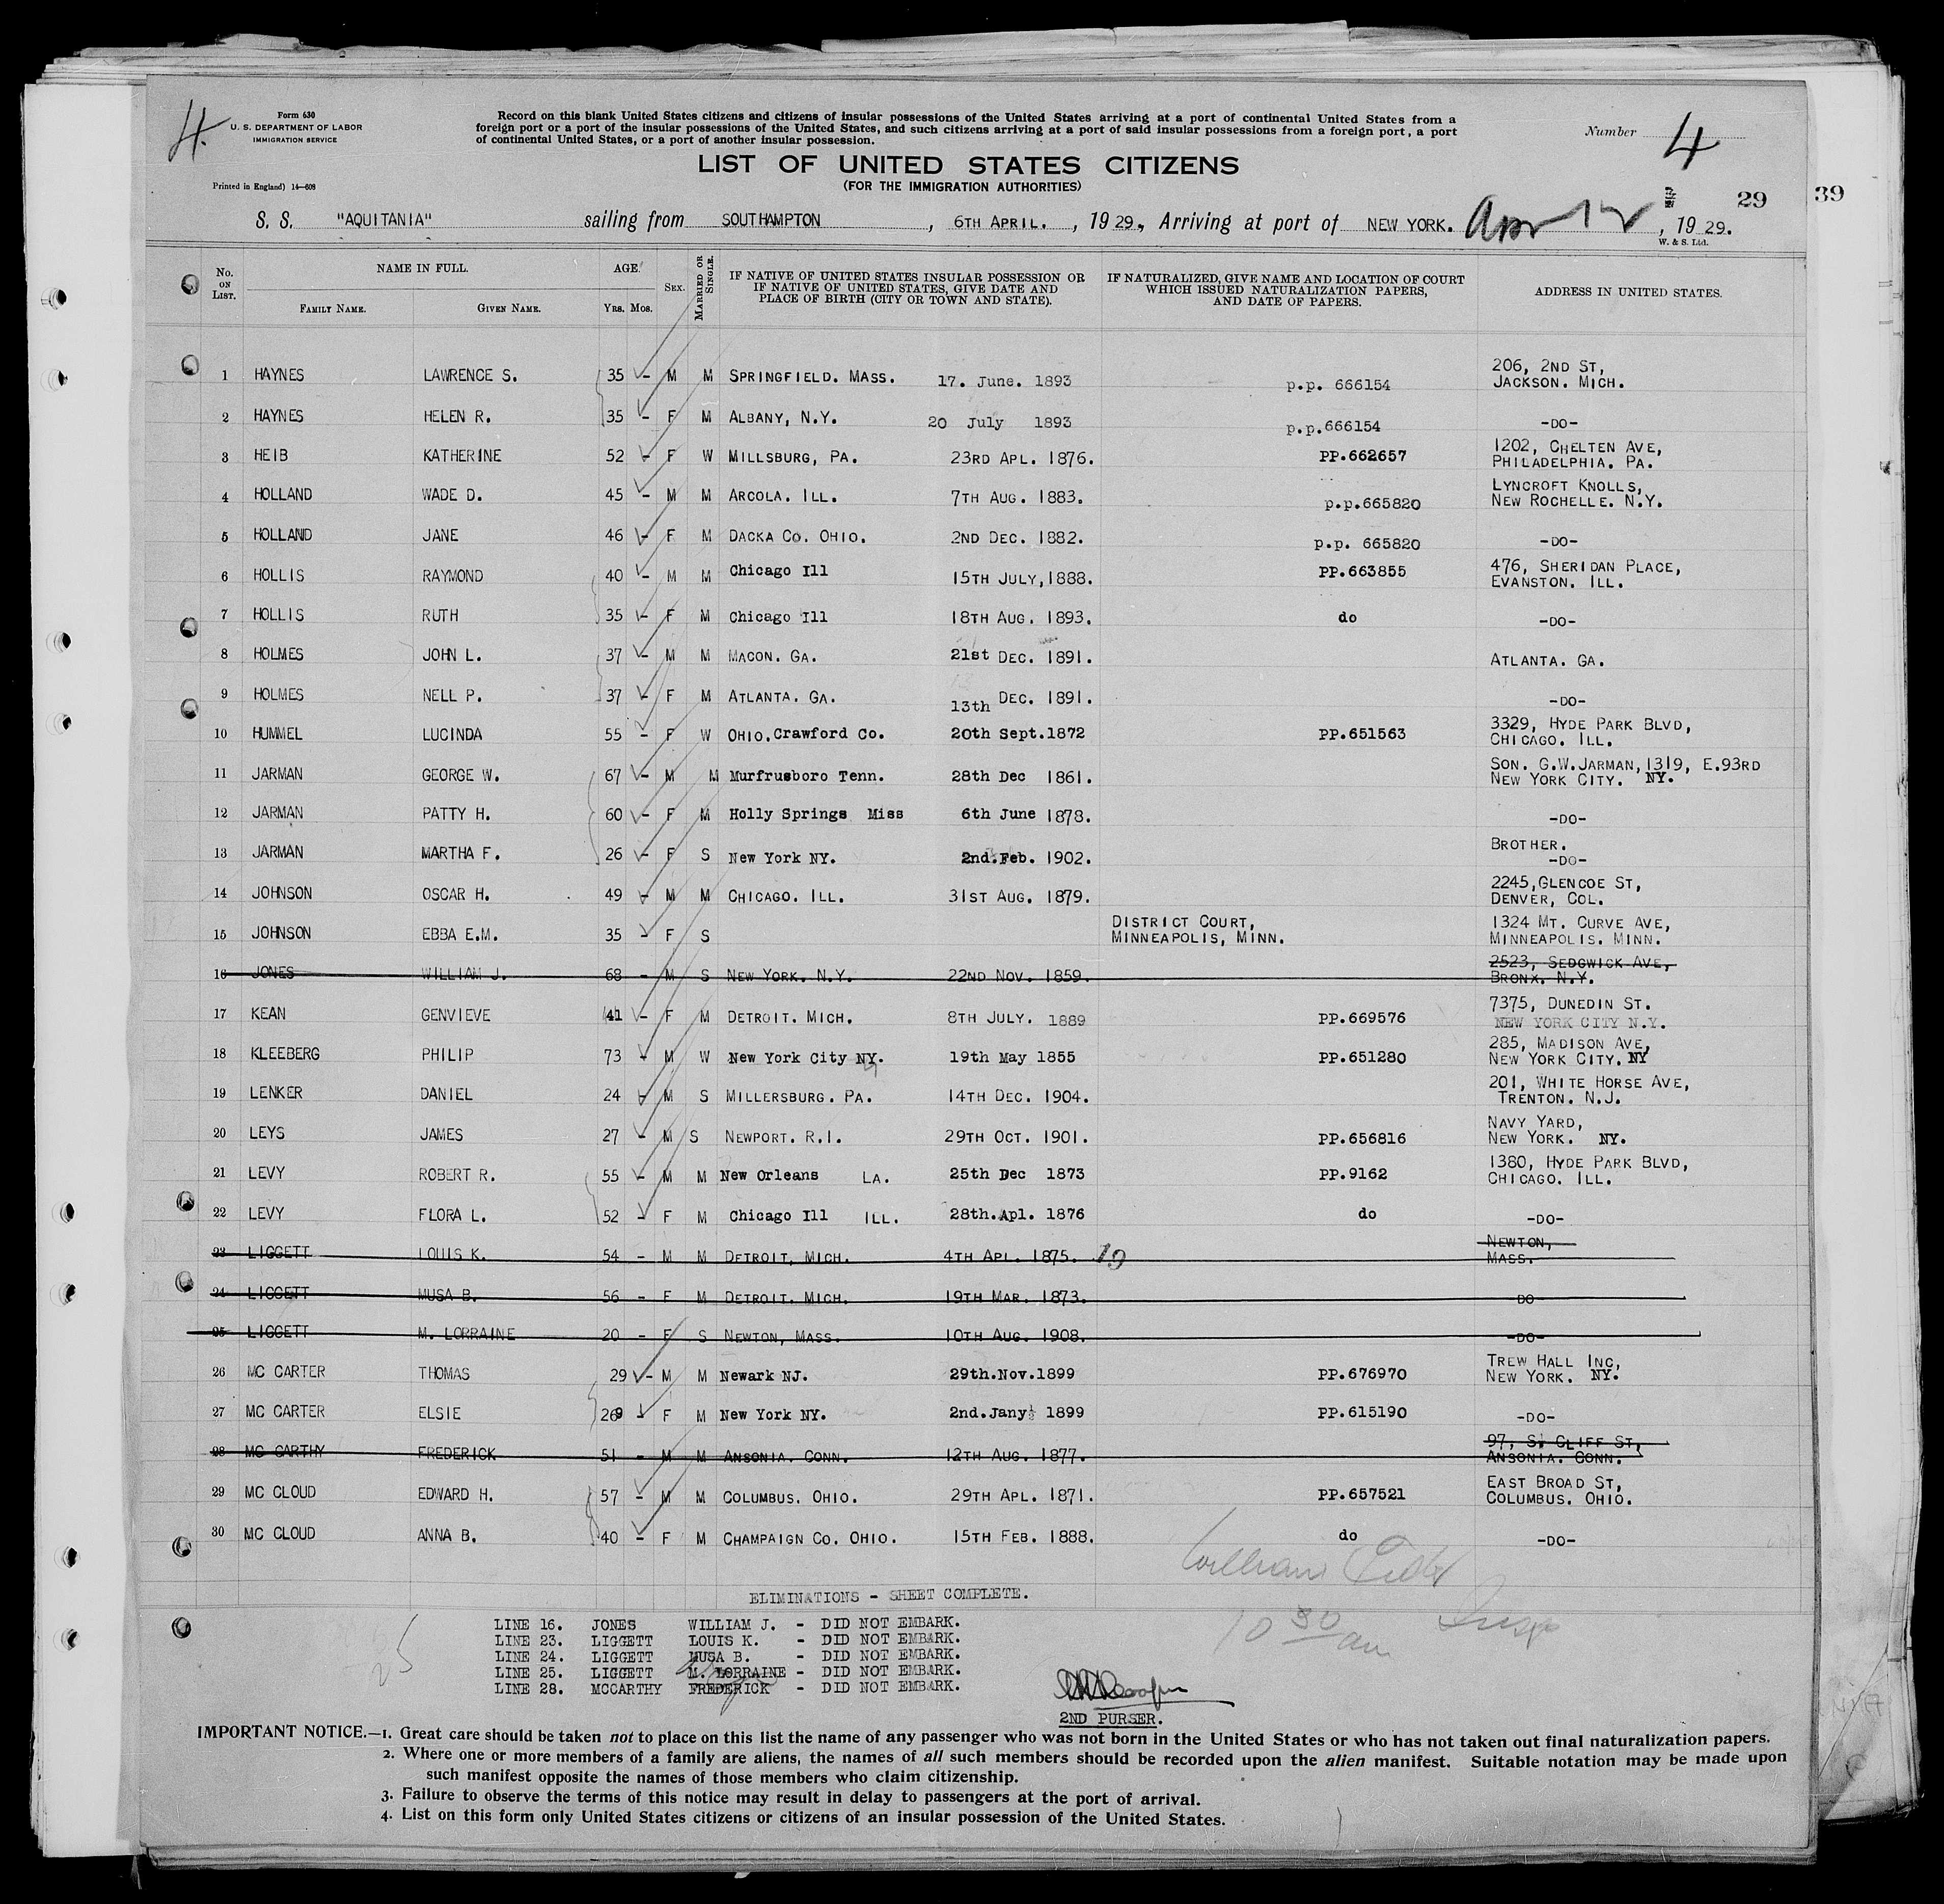 4.
Form 630
U. S. DEPARTMENT OF LABOR
IMMIGRATION SERVICE
Printed in England) 14—608
Record on this blank United States citizens and citizens of insular possessions of the United States arriving at a port of continental United States from a
foreign port or a port of the insular possessions of the United States, and such citizens arriving at a port of said insular possessions from a foreign port, a port
of continental United States, or a port of another insular possession.
Number 4
LIST OF UNITED STATES CITIZENS
(FOR THE IMMIGRATION AUTHORITIES)
29 39
S. S. "AQUITANIA" sailing from SOUTHAMPTON, 6TH APRIL., 1929, Arriving at port of NEW YORK. Apr 12, 1929.
W. & S. Ltd.
No. ON LIST. NAME IN FULL. AGE. SEX. MARRIED OR SINGLE. IF NATIVE OF UNITED STATES INSULAR POSSESSION OR IF NATIVE OF UNITED STATES, GIVE DATE AND PLACE OF BIRTH (CITY OR TOWN AND STATE). IF NATURALIZED, GIVE NAME AND LOCATION OF COURT WHICH ISSUED NATURALIZATION PAPERS, AND DATE OF PAPERS. ADDRESS IN UNITED STATES.
FAMILY NAME. GIVEN NAME. YRS. MOS.
1 HAYNES LAWRENCE S. 35 - M M SPRINGFIELD. MASS. 17. June. 1893 p.p. 666154 206, 2ND ST, JACKSON. MICH.
2 HAYNES HELEN R. 35 - F M ALBANY, N.Y. 20 July 1893 p.p.666154 -DO-
3 HEIB KATHERINE 52 - F W MILLSBURG, PA. 23RD APL. 1876. PP.662657 1202, CHELTEN AVE, PHILADELPHIA. PA.
4 HOLLAND WADE D. 45 - M M ARCOLA. ILL. 7TH AUG. 1883. p.p.665820 LYNCROFT KNOLLS, NEW ROCHELLE. N.Y.
5 HOLLAND JANE 46 - F M DACKA CO. OHIO. 2ND DEC. 1882. p.p. 665820 -DO-
6 HOLLIS RAYMOND 40 - M M Chicago Ill 15TH JULY, 1888. PP.663855 476, SHERIDAN PLACE, EVANSTON. ILL.
7 HOLLIS RUTH 35 - F M Chicago Ill 18TH AUG. 1893. do -DO-
8 HOLMES JOHN L. 37 - M M MACON. GA. 21st DEC. 1891. ATLANTA. GA.
9 HOLMES NELL P. 37 - F M ATLANTA. GA. 13th DEC. 1891. -DO-
10 HUMMEL LUCINDA 55 - F W OHIO. Crawford Co. 20th Sept.1872 PP.651563 3329, HYDE PARK BLVD, CHICAGO. ILL.
11 JARMAN GEORGE W. 67 - M M Murfrusboro Tenn. 28th Dec 1861. SON. G.W.JARMAN, 1319, E.93RD NEW YORK CITY. NY.
12 JARMAN PATTY H. 60 - F M Holly Springs Miss 6th June 1878. -DO-
13 JARMAN MARTHA F. 26 - F S New York NY. 2nd.Feb. 1902. BROTHER. -DO-
14 JOHNSON OSCAR H. 49 - M M CHICAGO. ILL. 31ST AUG. 1879. 2245,GLENCOE ST, DENVER, COL.
15 JOHNSON EBBA E.M. 35 - F S DISTRICT COURT, MINNEAPOLIS, MINN. 1324 MT. CURVE AVE, MINNEAPOLIS. MINN.
16 JONES WILLIAM J. 68 - M S NEW YORK. N.Y. 22ND NOV. 1859. 2523, SEDGWICK AVE, BRONX. N.Y.
17 KEAN GENVIEVE 41 - F M DETROIT. MICH. 8TH JULY. 1889 PP.669576 7375, DUNEDIN ST. NEW YORK CITY N.Y.
18 KLEEBERG PHILIP 73 - M W New York City NY. 19th May 1855 PP.651280 285, MADISON AVE, NEW YORK CITY. NY
19 LENKER DANIEL 24 - M S MILLERSBURG. PA. 14TH DEC. 1904. 201, WHITE HORSE AVE, TRENTON. N.J.
20 LEYS JAMES 27 - M S NEWPORT. R.I. 29TH OCT. 1901. PP.656816 NAVY YARD, NEW YORK. NY.
21 LEVY ROBERT R. 55 - M M New Orleans LA. 25th Dec 1873 PP.9162 1380, HYDE PARK BLVD, CHICAGO. ILL.
22 LEVY FLORA L. 52 - F M Chicago Ill ILL. 28th.Apl. 1876 do -DO-
23 LIGGETT LOUIS K. 54 - M M DETROIT, MICH. 4TH APL. 1875. 19 NEWTON, MASS.
24 LIGGETT MUSA B. 56 - F M DETROIT. MICH. 19TH MAR. 1873. DO
25 LIGGETT M. LORRAINE 20 - F S NEWTON, MASS. 10TH AUG. 1908. -DO-
26 MC CARTER THOMAS 29 - M M Newark NJ. 29th.Nov.1899 PP.676970 TREW HALL INC, NEW YORK. NY.
27 MC CARTER ELSIE 269 - F M New York NY. 2nd.Jany 1899 PP.615190 -DO-
28 MC CARTHY FREDERICK 51 - M M ANSONIA. CONN. 12TH AUG. 1877. 97, S. CLIFF ST, ANSONIA. CONN.
29 MC CLOUD EDWARD H. 57 - M M COLUMBUS. OHIO. 29TH APL. 1871. PP.657521 EAST BROAD ST, COLUMBUS. OHIO.
30 MC CLOUD ANNA B. 40 - F M CHAMPAIGN CO. OHIO. 15TH FEB. 1888. do -DO-
William
ELIMINATIONS - SHEET COMPLETE.
10 30 am Insp
25
LINE 16. JONES WILLIAM J. - DID NOT EMBARK.
LINE 23. LIGGETT LOUIS K. - DID NOT EMBARK.
LINE 24. LIGGETT MUSA B. - DID NOT EMBARK.
LINE 25. LIGGETT M. LORRAINE - DID NOT EMBARK.
LINE 28. MCCARTHY FREDERICK - DID NOT EMBARK.
2ND PURSER.
IMPORTANT NOTICE.—1. Great care should be taken not to place on this list the name of any passenger who was not born in the United States or who has not taken out final naturalization papers.
2. Where one or more members of a family are aliens, the names of all such members should be recorded upon the alien manifest. Suitable notation may be made upon
such manifest opposite the names of those members who claim citizenship.
3. Failure to observe the terms of this notice may result in delay to passengers at the port of arrival.
4. List on this form only United States citizens or citizens of an insular possession of the United States.